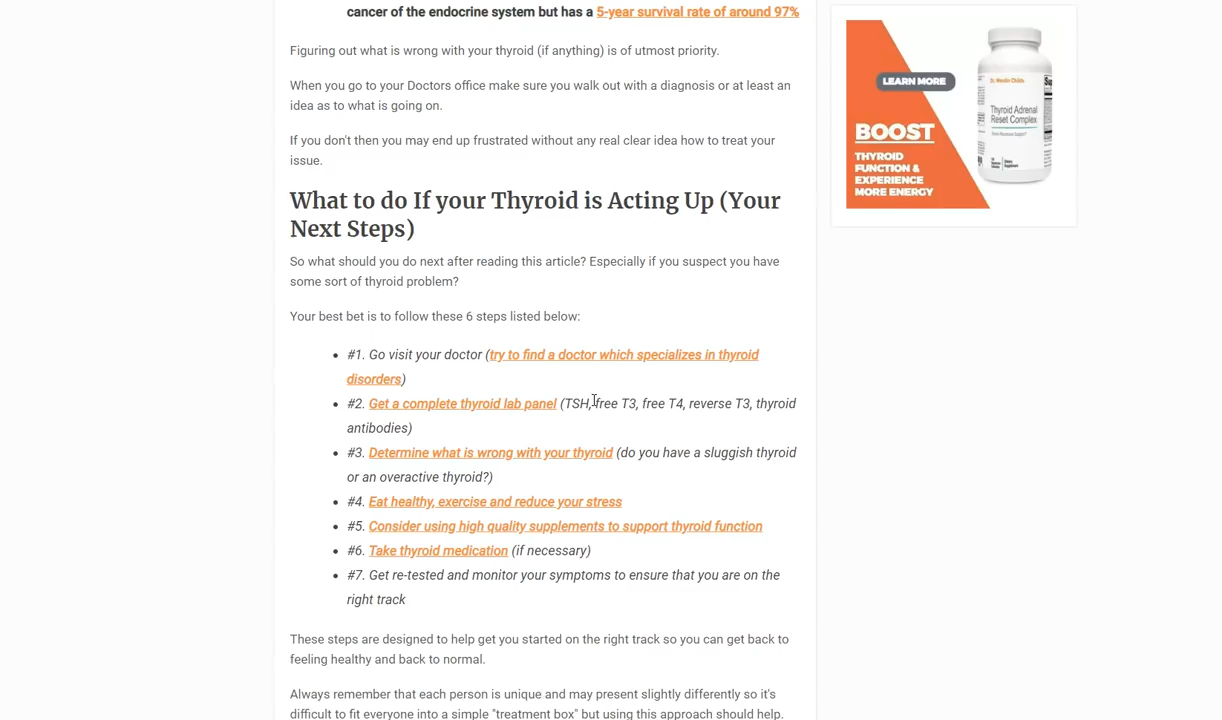 cancer of the endocrine system but has a 5-year survival rate of around 97%
Figuring out what is wrong with your thyroid (if anything) is of utmost priority.
When you go to your Doctors office make sure you walk out with a diagnosis or at least an
idea as to what is going on.
If you don't then you may end up frustrated without any real clear idea how to treat your
issue.
What to do If your Thyroid is Acting Up (Your
Next Steps)
So what should you do next after reading this article? Especially if you suspect you have
some sort of thyroid problem?
Your best bet is to follow these 6 steps listed below:
• #1. Go visit your doctor (try to find a doctor which specializes in thyroid
disorders)
• #2. Get a complete thyroid lab panel (TSH, free T3, free T4, reverse T3, thyroid
antibodies)
• #3. Determine what is wrong with your thyroid (do you have a sluggish thyroid
or an overactive thyroid?)
• #4. Eat healthy, exercise and reduce your stress
• #5. Consider using high quality supplements to support thyroid function
• #6. Take thyroid medication (if necessary)
• #7. Get re-tested and monitor your symptoms to ensure that you are on the
right track
These steps are designed to help get you started on the right track so you can get back to
feeling healthy and back to normal.
Always remember that each person is unique and may present slightly differently so it's
difficult to fit everyone into a simple "treatment box" but using this approach should help.
LEARN MORE
BOOST
THYROID
FUNCTION &
EXPERIENCE
MORE ENERGY
Dr. Westin Childs
Thyroid Adrenal
Reset Complex